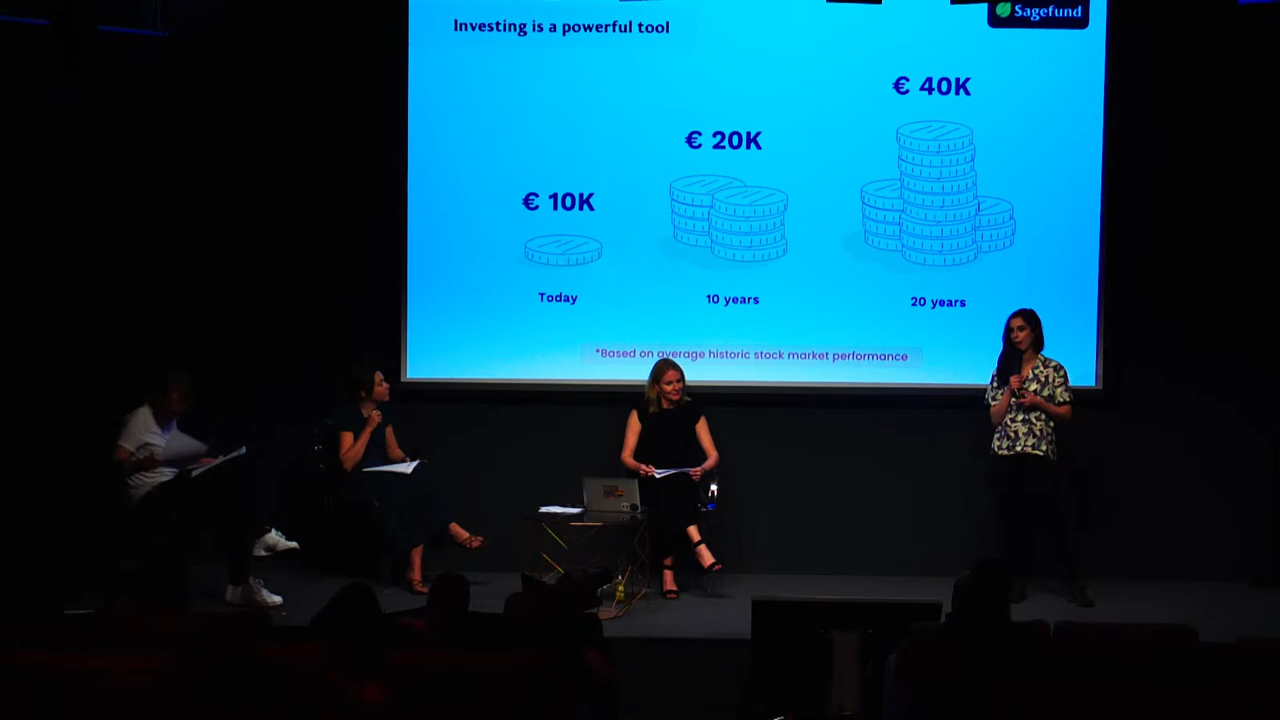 Investing is a powerful tool
Sagefund
€ 40K
€ 20K
€ 10K
Today
10 years
20 years
*Based on average historic stock market performance